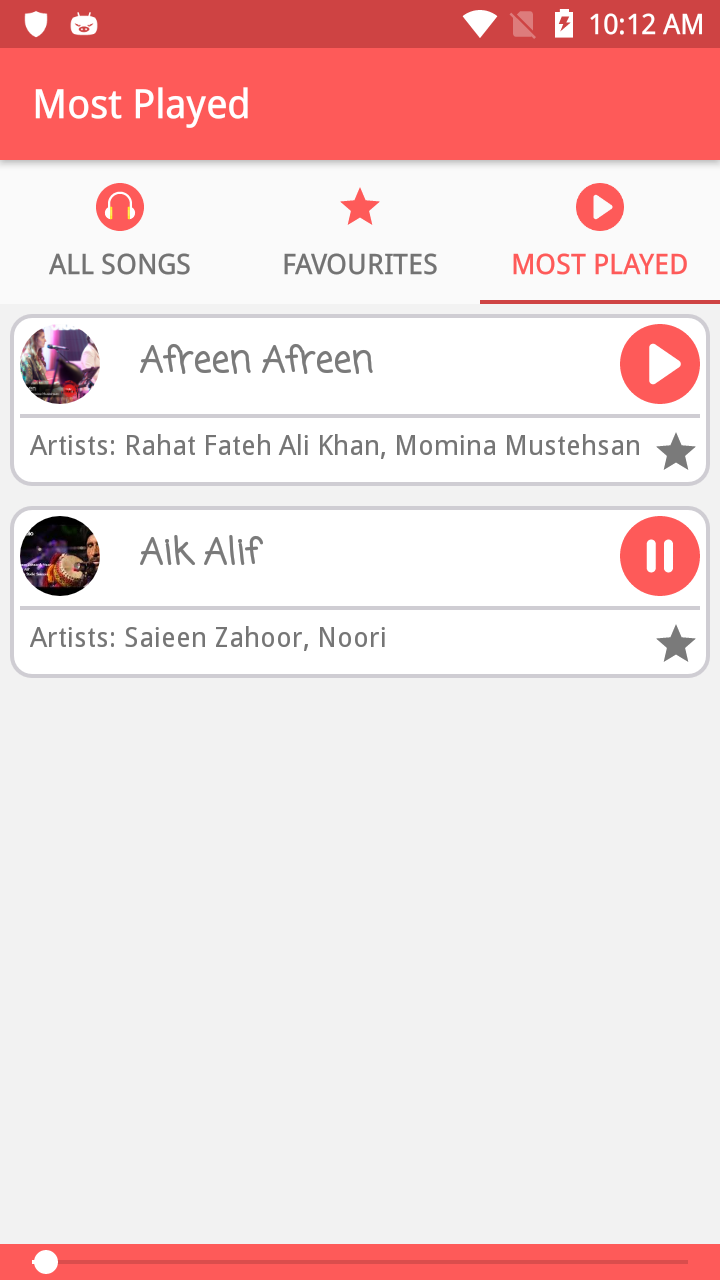 10:12 AM
Most Played
ALL SONGS
FAVOURITES
MOST PLAYED
Afreen Afreen
Artists: Rahat Fateh Ali Khan, Momina Mustehsan
Aik Alif
Artists: Saieen Zahoor, Noori